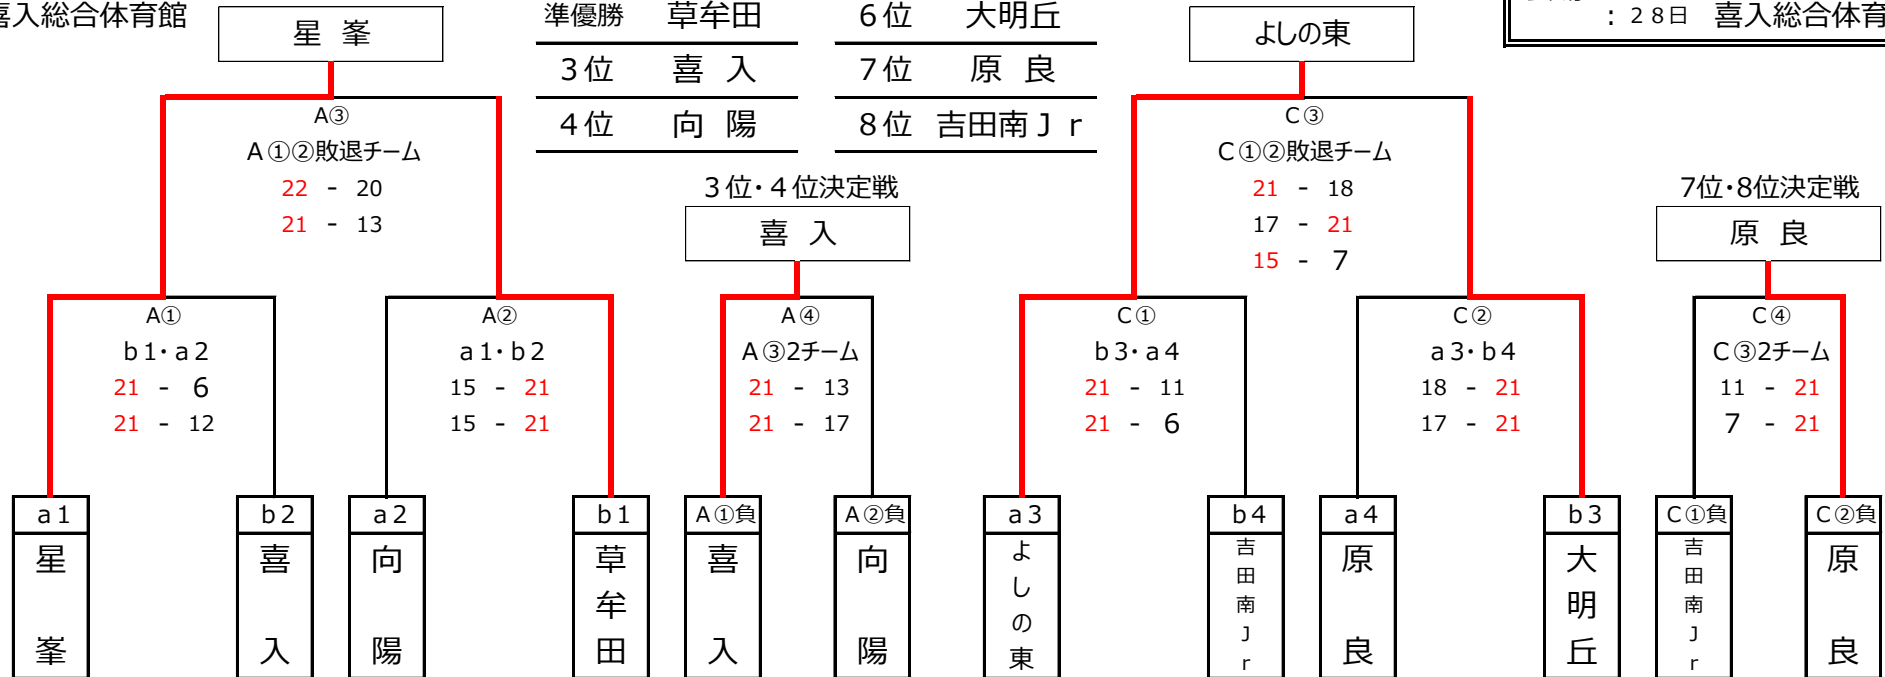 喜入総合体育館
星 峯
準優勝 草牟田
6位 大明丘
よしの東
: 28日 喜入総合体育
3位 喜 入
7位 原 良
4位 向 陽
8位 吉田南Jr
A③
A①②敗退チーム
22 - 20
21 - 13
3位・4位決定戦
喜 入
C③
C①②敗退チーム
21 - 18
17 - 21
15 - 7
7位・8位決定戦
原 良
A①
b1・a2
21 - 6
21 - 12
A②
a1・b2
15 - 21
15 - 21
A④
A③2チーム
21 - 13
21 - 17
C①
b3・a4
21 - 11
21 - 6
C②
a3・b4
18 - 21
17 - 21
C④
C③2チーム
11 - 21
7 - 21
a1
星峯
b2
喜入
a2
向陽
b1
草牟田
A①負
喜入
A②負
向陽
a3
よしの東
b4
吉田南Jr
a4
原良
b3
大明丘
C①負
吉田南Jr
C②負
原良